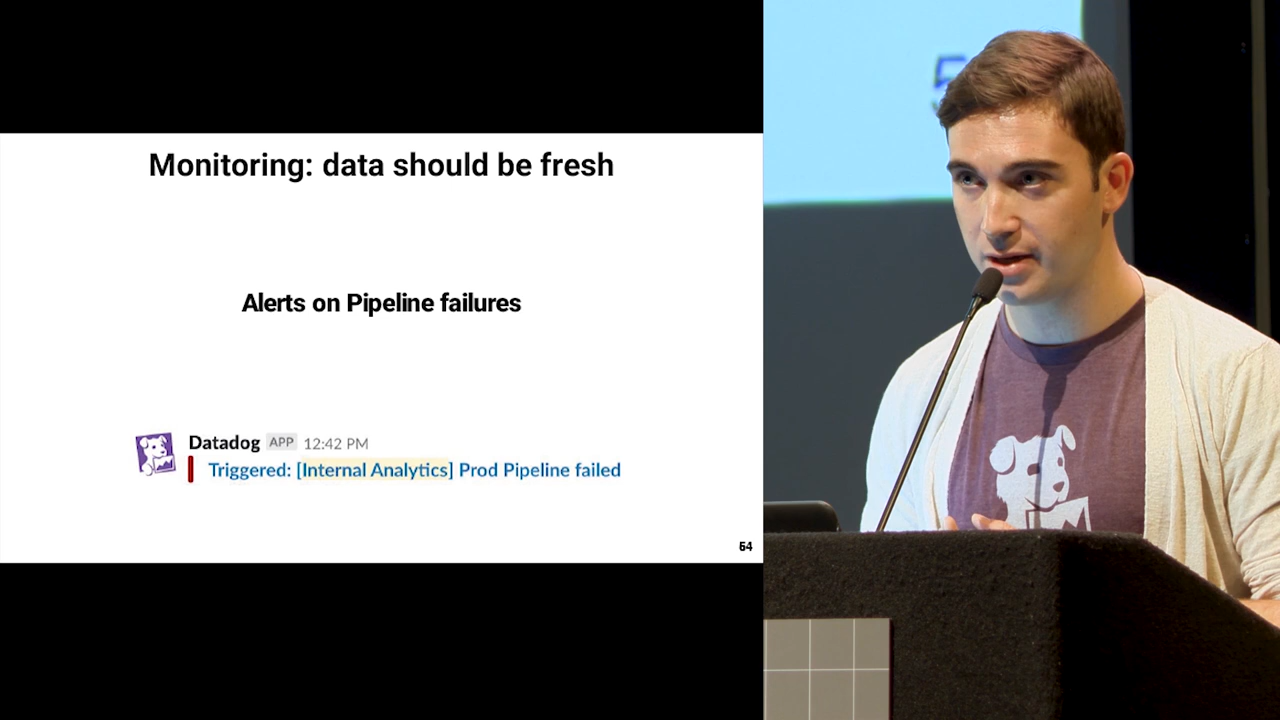 Monitoring: data should be fresh
Alerts on Pipeline failures
Datadog APP 12:42 PM
Triggered: [Internal Analytics] Prod Pipeline failed
54